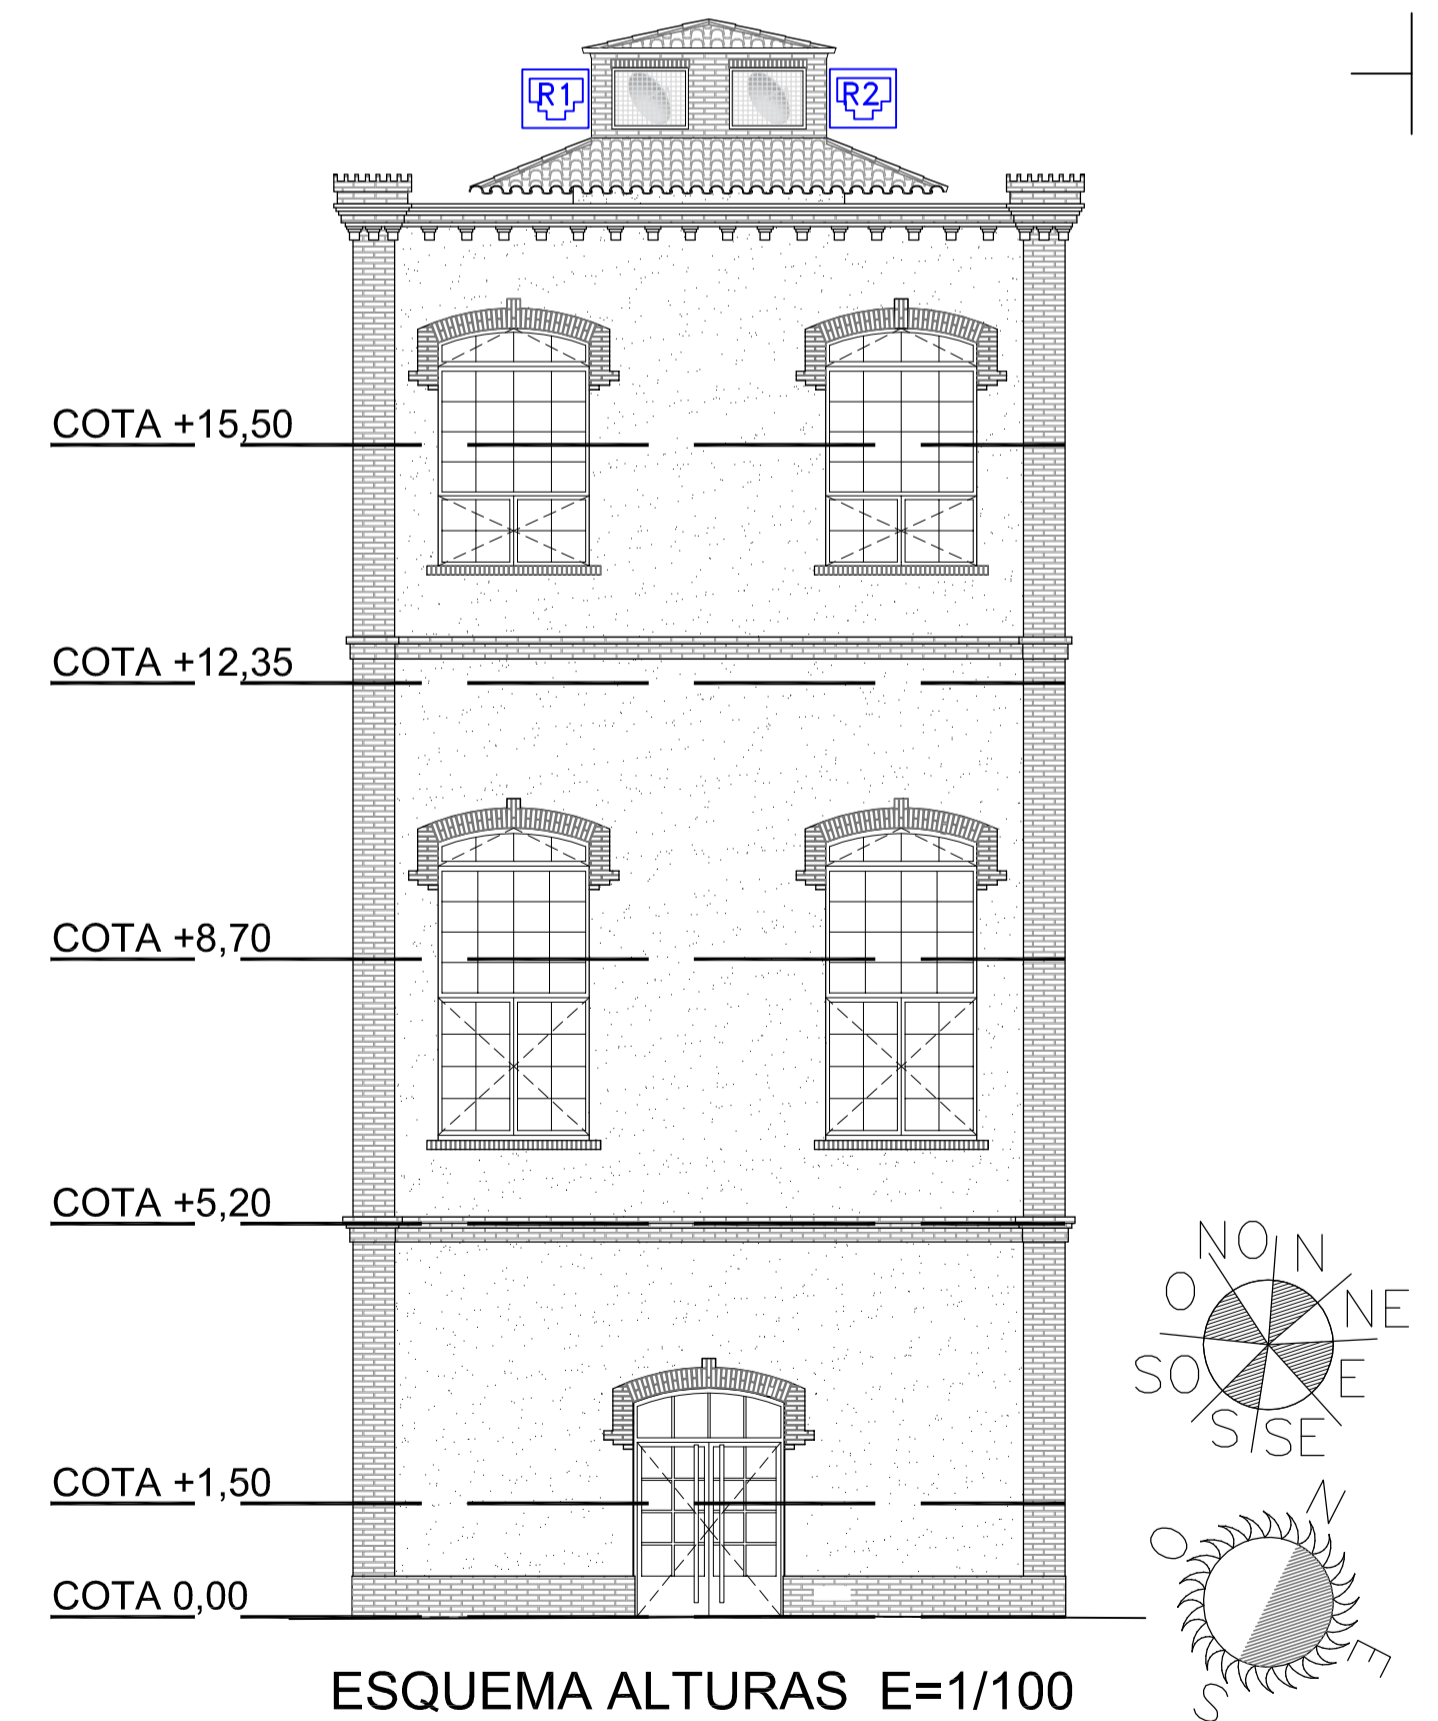 R1
R2
COTA +15,50
COTA +12,35
COTA +8,70
COTA +5,20
NO N
O
NE
SO
E
S SE
COTA +1,50
N
O
COTA 0,00
E
S
ESQUEMA ALTURAS E=1/100